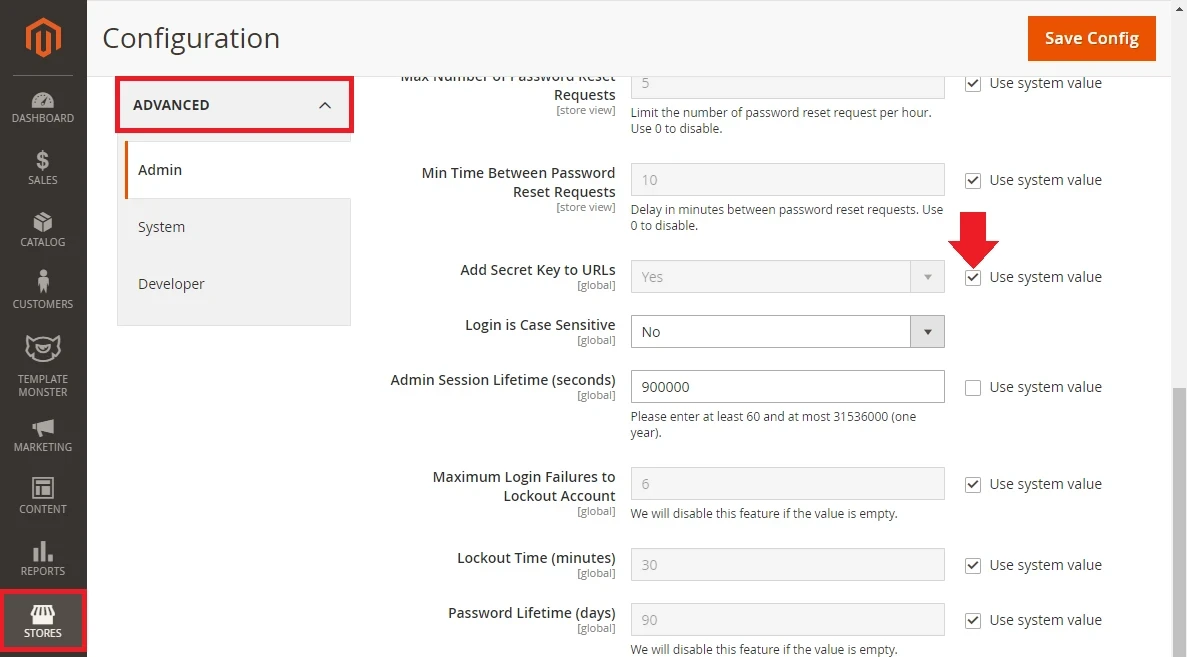 Configuration
Save Config
DASHBOARD
SALES
CATALOG
CUSTOMERS
TEMPLATE
MONSTER
MARKETING
CONTENT
REPORTS
STORES
ADVANCED
Admin
System
Developer
Max Number of Password Reset
Requests
[store view]
5
Use system value
Limit the number of password reset request per hour.
Use 0 to disable.
Min Time Between Password
Reset Requests
[store view]
10
Use system value
Delay in minutes between password reset requests. Use
0 to disable.
Add Secret Key to URLs
[global]
Yes
Use system value
Login is Case Sensitive
[global]
No
Admin Session Lifetime (seconds)
[global]
900000
Use system value
Please enter at least 60 and at most 31536000 (one
year).
Maximum Login Failures to
Lockout Account
[global]
6
Use system value
We will disable this feature if the value is empty.
Lockout Time (minutes)
[global]
30
Use system value
Password Lifetime (days)
[global]
90
Use system value
We will disable this feature if the value is empty.